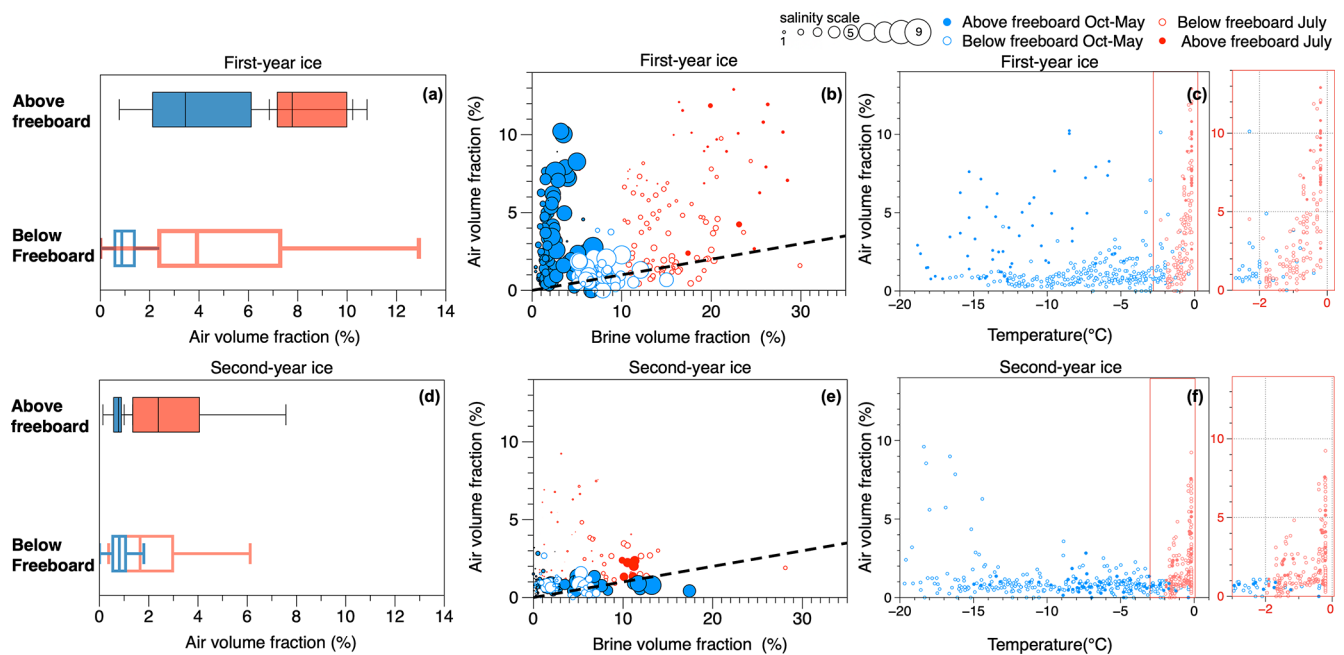 salinity scale
1
5
9
Above freeboard Oct-May
Below freeboard July
Below freeboard Oct-May
Above freeboard July
First-year ice
(a)
Above
freeboard
Below
Freeboard
0 2 4 6 8 10 12 14
Air volume fraction (%)
First-year ice
(b)
Air volume fraction (%)
10
5
0
0 10 20 30
Brine volume fraction (%)
First-year ice
(c)
Air volume fraction (%)
10
5
0
-20 -15 -10 -5 0
Temperature(°C)
10
5
0
-2 0
Second-year ice
(d)
Above
freeboard
Below
Freeboard
0 2 4 6 8 10 12 14
Air volume fraction (%)
Second-year ice
(e)
Air volume fraction (%)
10
5
0
0 10 20 30
Brine volume fraction (%)
Second-year ice
(f)
Air volume fraction (%)
10
5
0
-20 -15 -10 -5 0
Temperature(°C)
10
5
0
-2 0